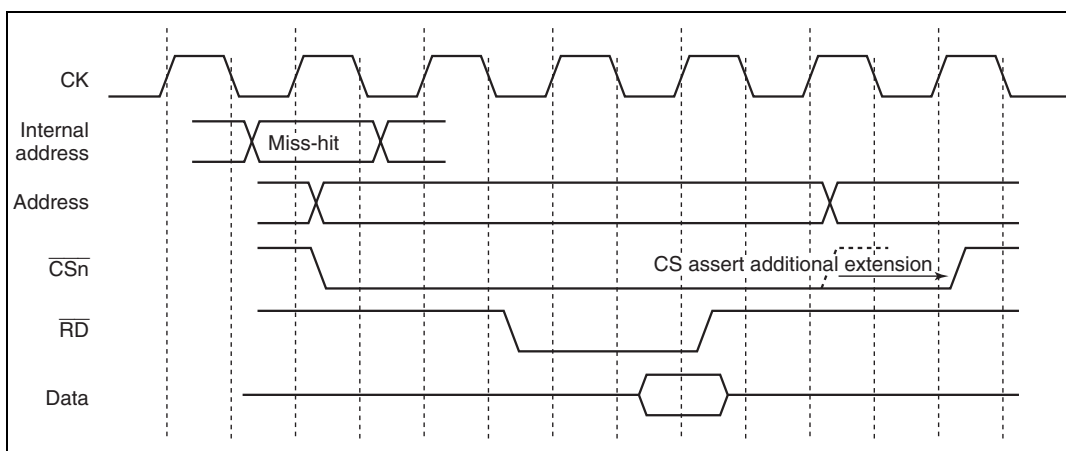 CK
Internal
address
Miss-hit
Address
CSn
CS assert additional extension
RD
Data